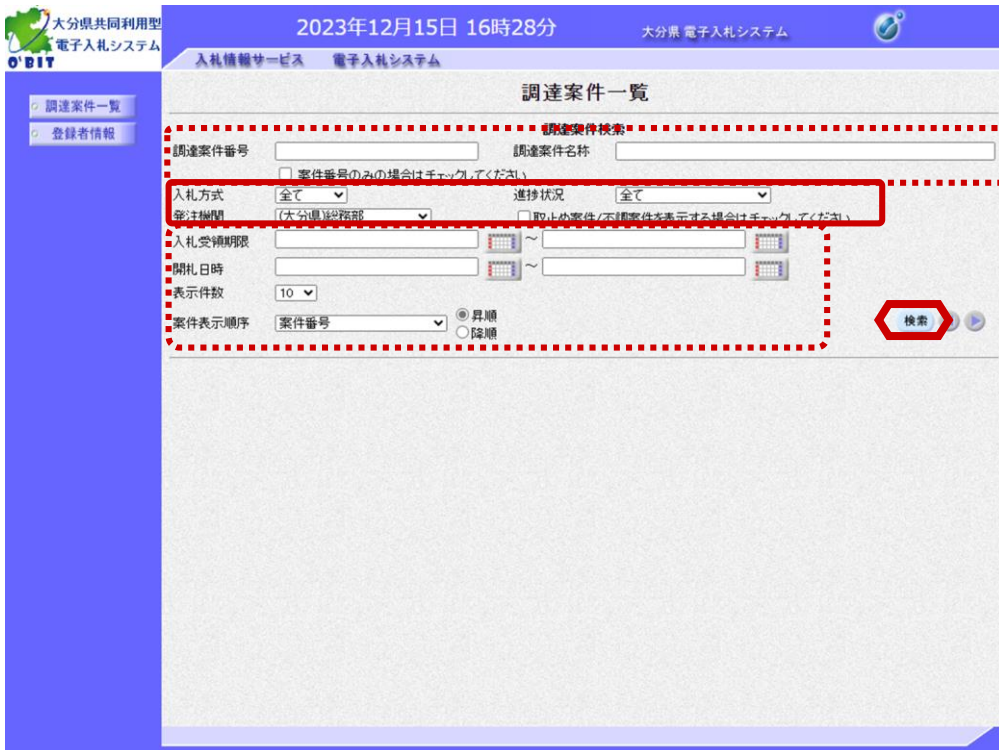 大分県共同利用型
電子入札システム
O'BIT
2023年12月15日 16時28分
大分県 電子入札システム
入札情報サービス 電子入札システム
調達案件一覧
登録者情報
調達案件一覧
調達案件検索
調達案件番号 調達案件名称
案件番号のみの場合はチェックしてください
入札方式 全て 進捗状況 全て
発注機関 (大分県)総務部 取止め案件/不調案件を表示する場合はチェックしてください
入札受領期限 ~
開札日時 ~
表示件数 10
案件表示順序 案件番号 昇順
降順
検索